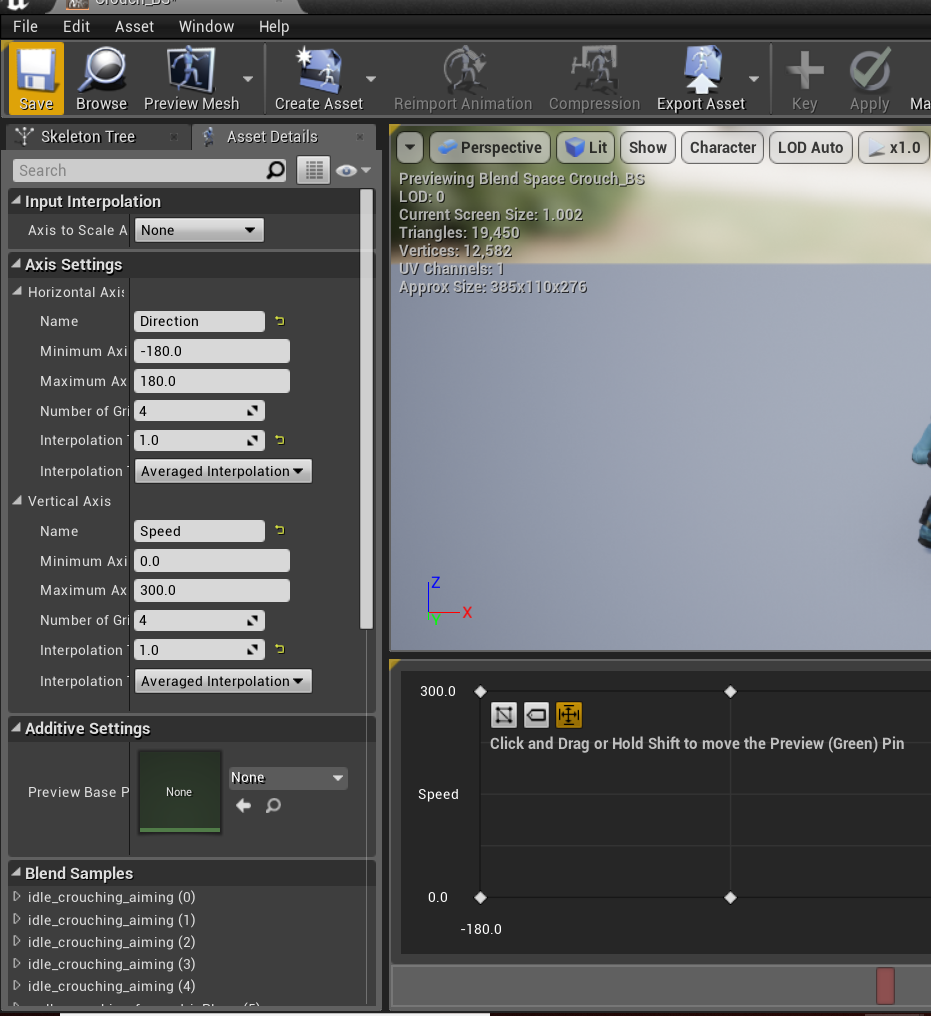 Crouch_BS*
File Edit Asset Window Help
Save Browse Preview Mesh Create Asset Reimport Animation Compression Export Asset Key Apply Ma
Skeleton Tree Asset Details
Search
Input Interpolation
Axis to Scale A None
Axis Settings
Horizontal Axis
Name Direction
Minimum Axi -180.0
Maximum Ax 180.0
Number of Gri 4
Interpolation 1.0
Interpolation Averaged Interpolation
Vertical Axis
Name Speed
Minimum Axi 0.0
Maximum Ax 300.0
Number of Gri 4
Interpolation 1.0
Interpolation Averaged Interpolation
Additive Settings
Preview Base P None None
Blend Samples
idle_crouching_aiming (0)
idle_crouching_aiming (1)
idle_crouching_aiming (2)
idle_crouching_aiming (3)
idle_crouching_aiming (4)
Perspective Lit Show Character LOD Auto x1.0
Previewing Blend Space Crouch_BS
LOD: 0
Current Screen Size: 1.002
Triangles: 19,450
Vertices: 12,582
UV Channels: 1
Approx Size: 385x110x276
Z
X
Y
300.0
Click and Drag or Hold Shift to move the Preview (Green) Pin
Speed
0.0
-180.0